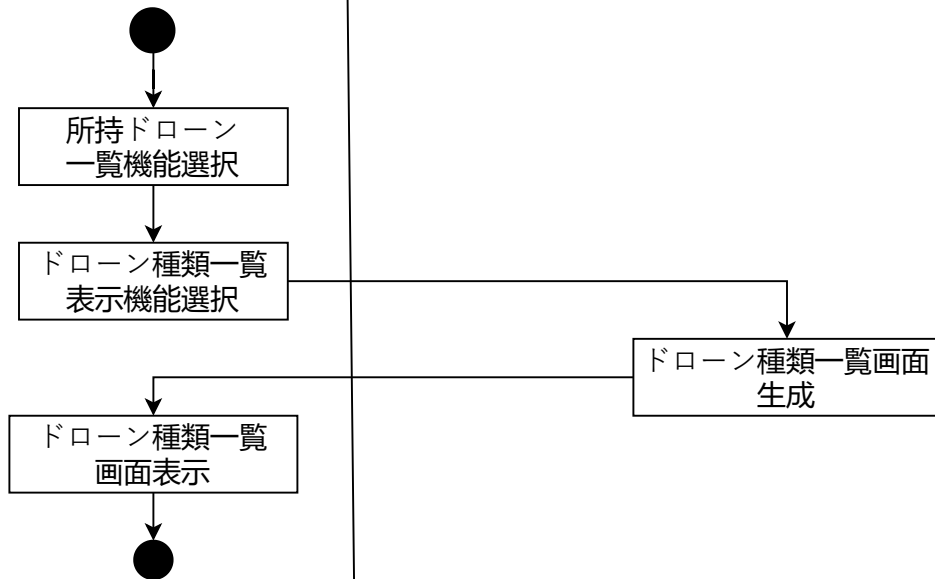 所持ドローン
一覧機能選択
ドローン種類一覧
表示機能選択
ドローン種類一覧画面
生成
ドローン種類一覧
画面表示